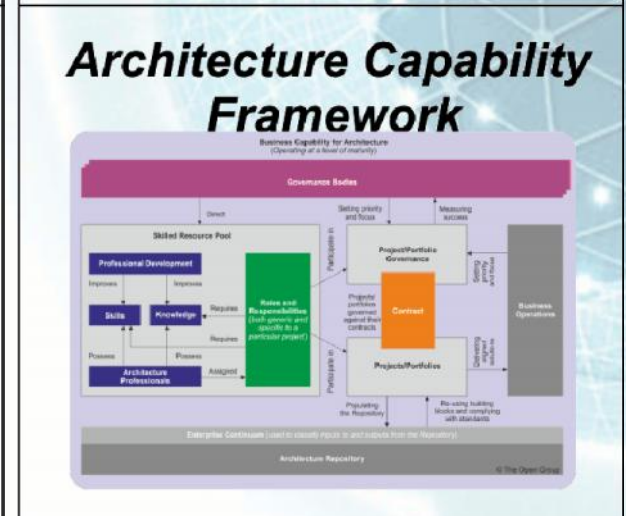 Architecture Capability
Framework
Business Capability for Architecture
(Operating at a level of maturity)
Governance Bodies
Direct
Setting priority
and focus
Measuring
success
Skilled Resource Pool
Professional Development
Improves
Improves
Skills
Knowledge
Requires
Requires
Possess
Possess
Architecture
Professionals
Assigned
Roles and
Responsibilities
(both generic and
specific to a
particular project)
Participate in
Participate in
Project/Portfolio
Governance
Projects/
portfolios
governed
against their
contracts
Contract
Projects/Portfolios
Setting
priority
and focus
Delivering
aligned
solutions
Business
Operations
Populating
the Repository
Re-using building
blocks and complying
with standards
Enterprise Continuum (used to classify inputs to and outputs from the Repository)
Architecture Repository
© The Open Group